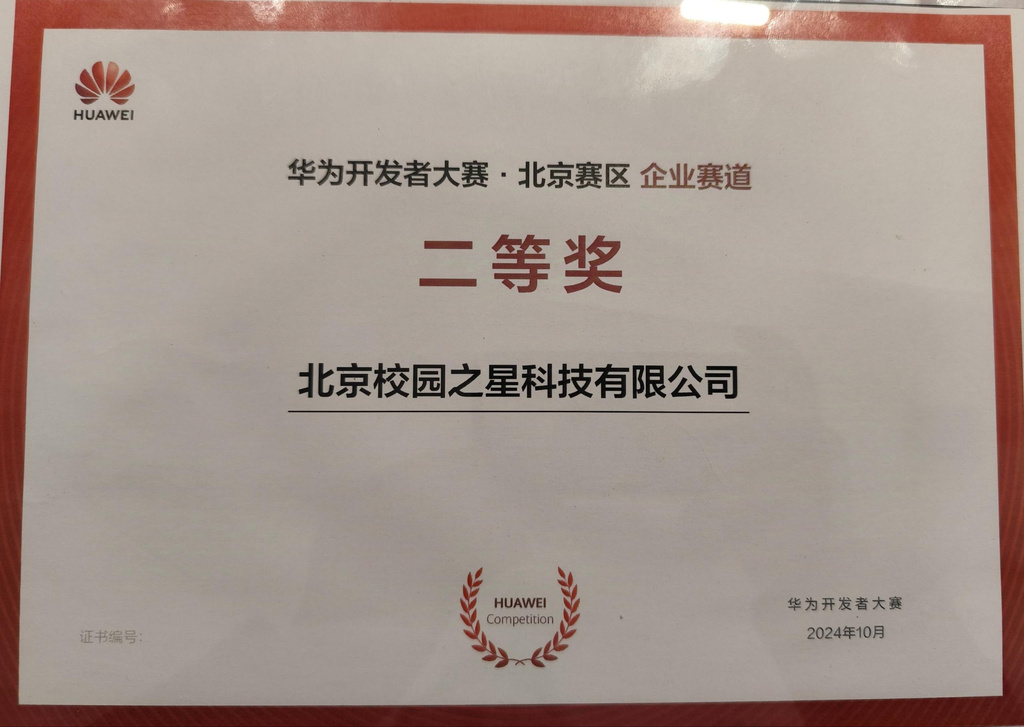 HUAWEI
华为开发者大赛·北京赛区 企业赛道
二等奖
北京校园之星科技有限公司
HUAWEI
Competition
华为开发者大赛
2024年10月
证书编号: